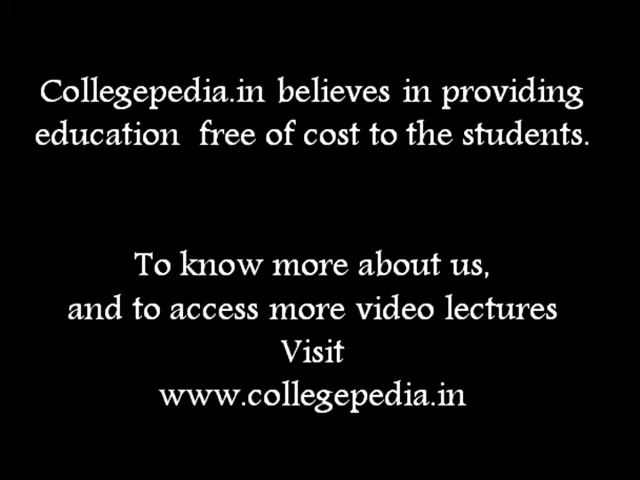 Collegepedia.in believes in providing
education free of cost to the students.
To know more about us,
and to access more video lectures
Visit
www.collegepedia.in